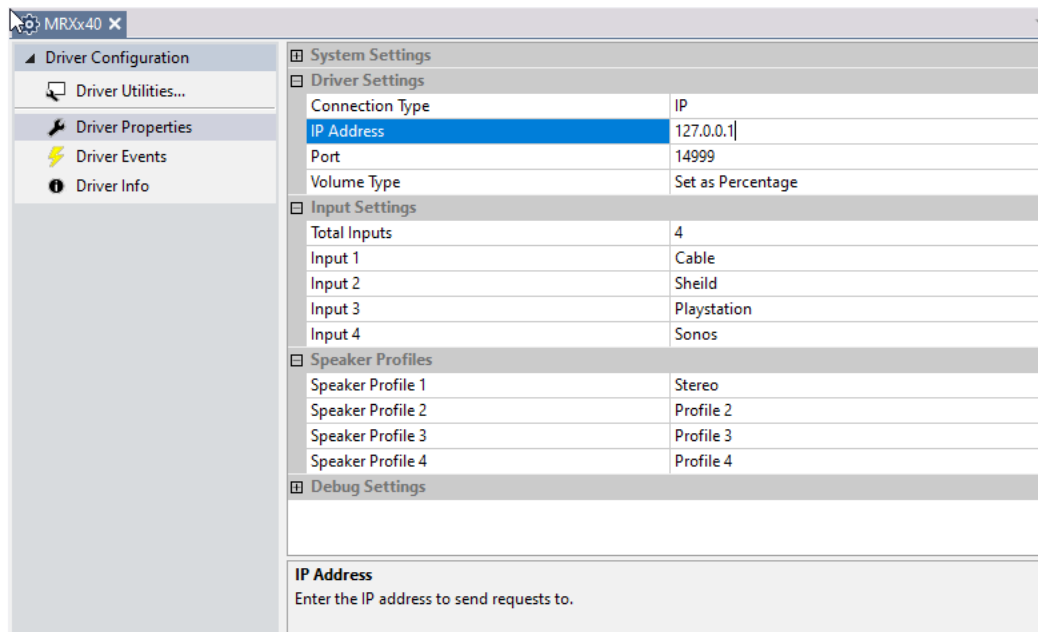 MRXx40
Driver Configuration
Driver Utilities...
Driver Properties
Driver Events
Driver Info
System Settings
Driver Settings
Connection Type IP
IP Address 127.0.0.1
Port 14999
Volume Type Set as Percentage
Input Settings
Total Inputs 4
Input 1 Cable
Input 2 Sheild
Input 3 Playstation
Input 4 Sonos
Speaker Profiles
Speaker Profile 1 Stereo
Speaker Profile 2 Profile 2
Speaker Profile 3 Profile 3
Speaker Profile 4 Profile 4
Debug Settings
IP Address
Enter the IP address to send requests to.